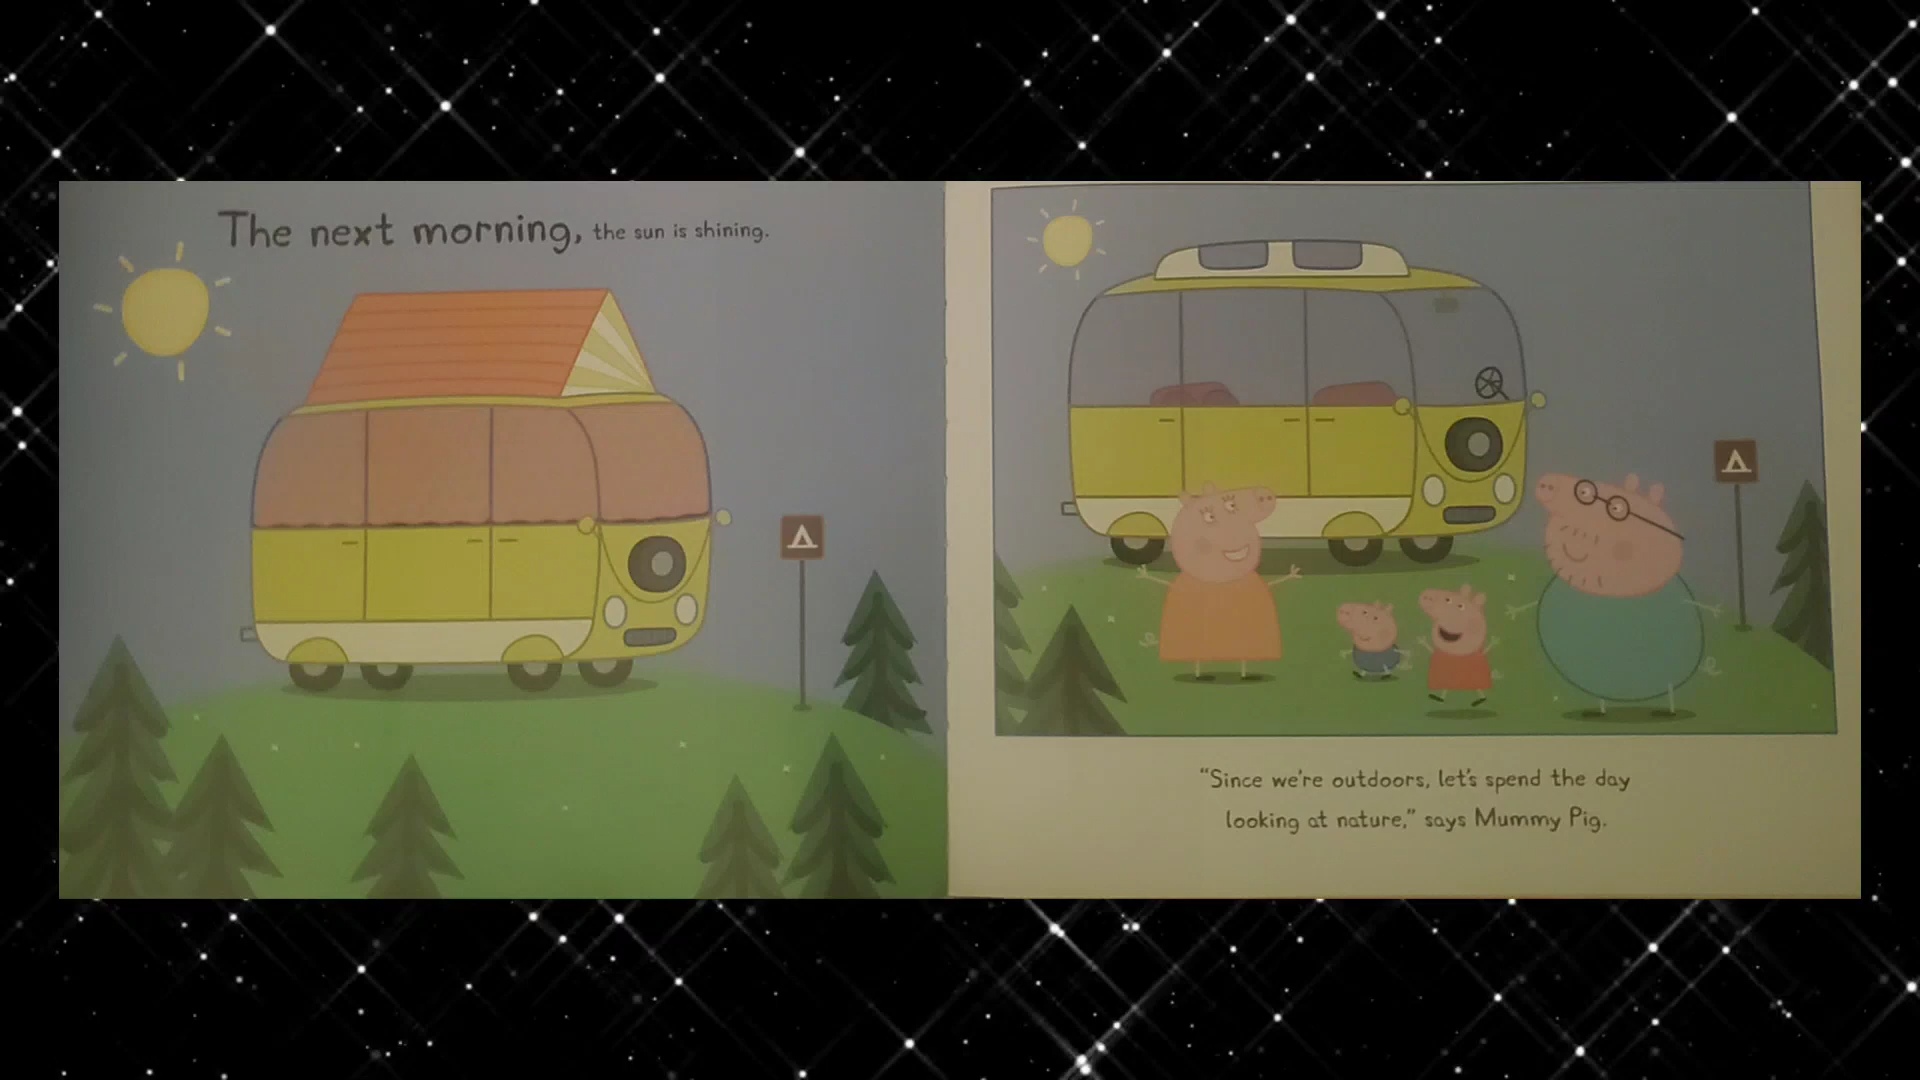 The next morning, the sun is shining.
"Since we're outdoors, let's spend the day
looking at nature," says Mummy Pig.